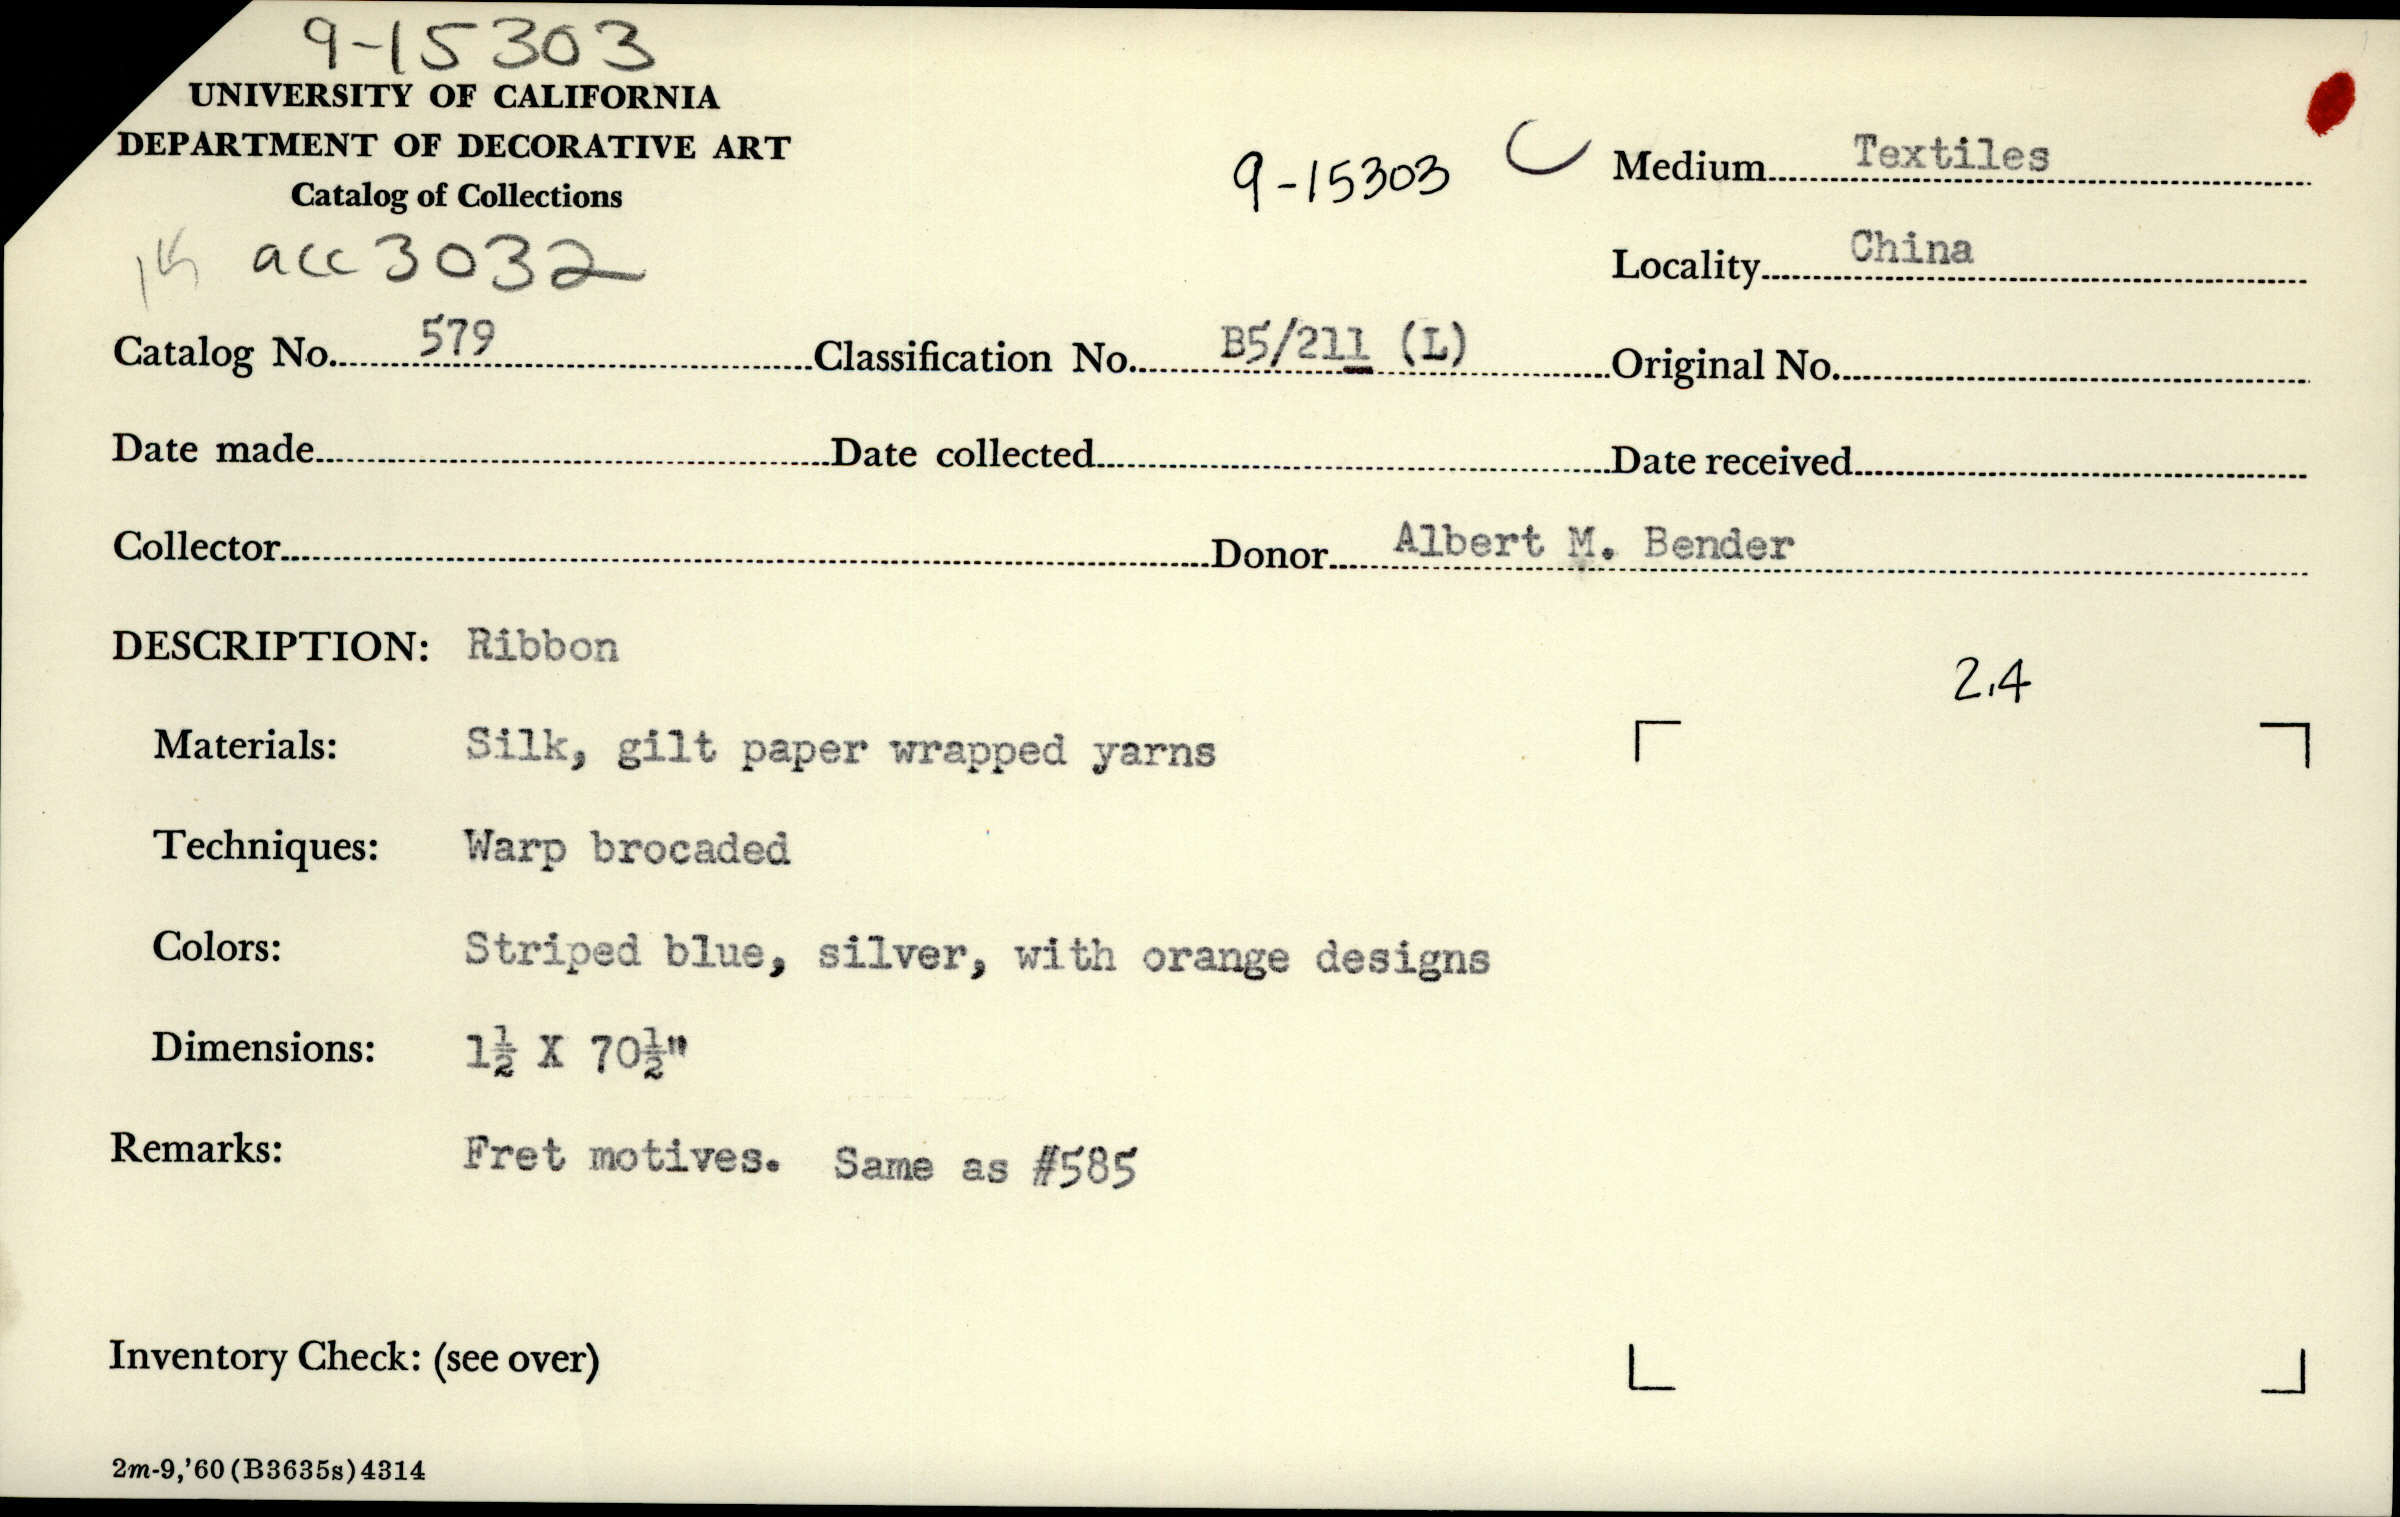 9-15303
UNIVERSITY OF CALIFORNIA
DEPARTMENT OF DECORATIVE ART
Catalog of Collections
acc 3032
9-15303 C
Medium Textiles
Locality China
Catalog No. 579 Classification No. B5/211 (L) Original No.
Date made Date collected Date received
Collector Donor Albert M. Bender
DESCRIPTION: Ribbon
2.4
Materials: Silk, gilt paper wrapped yarns
Techniques: Warp brocaded
Colors: Striped blue, silver, with orange designs
Dimensions: 1½ X 70½"
Remarks: Fret motives. Same as #585
Inventory Check: (see over)
2m-9,'60(B3635s)4314